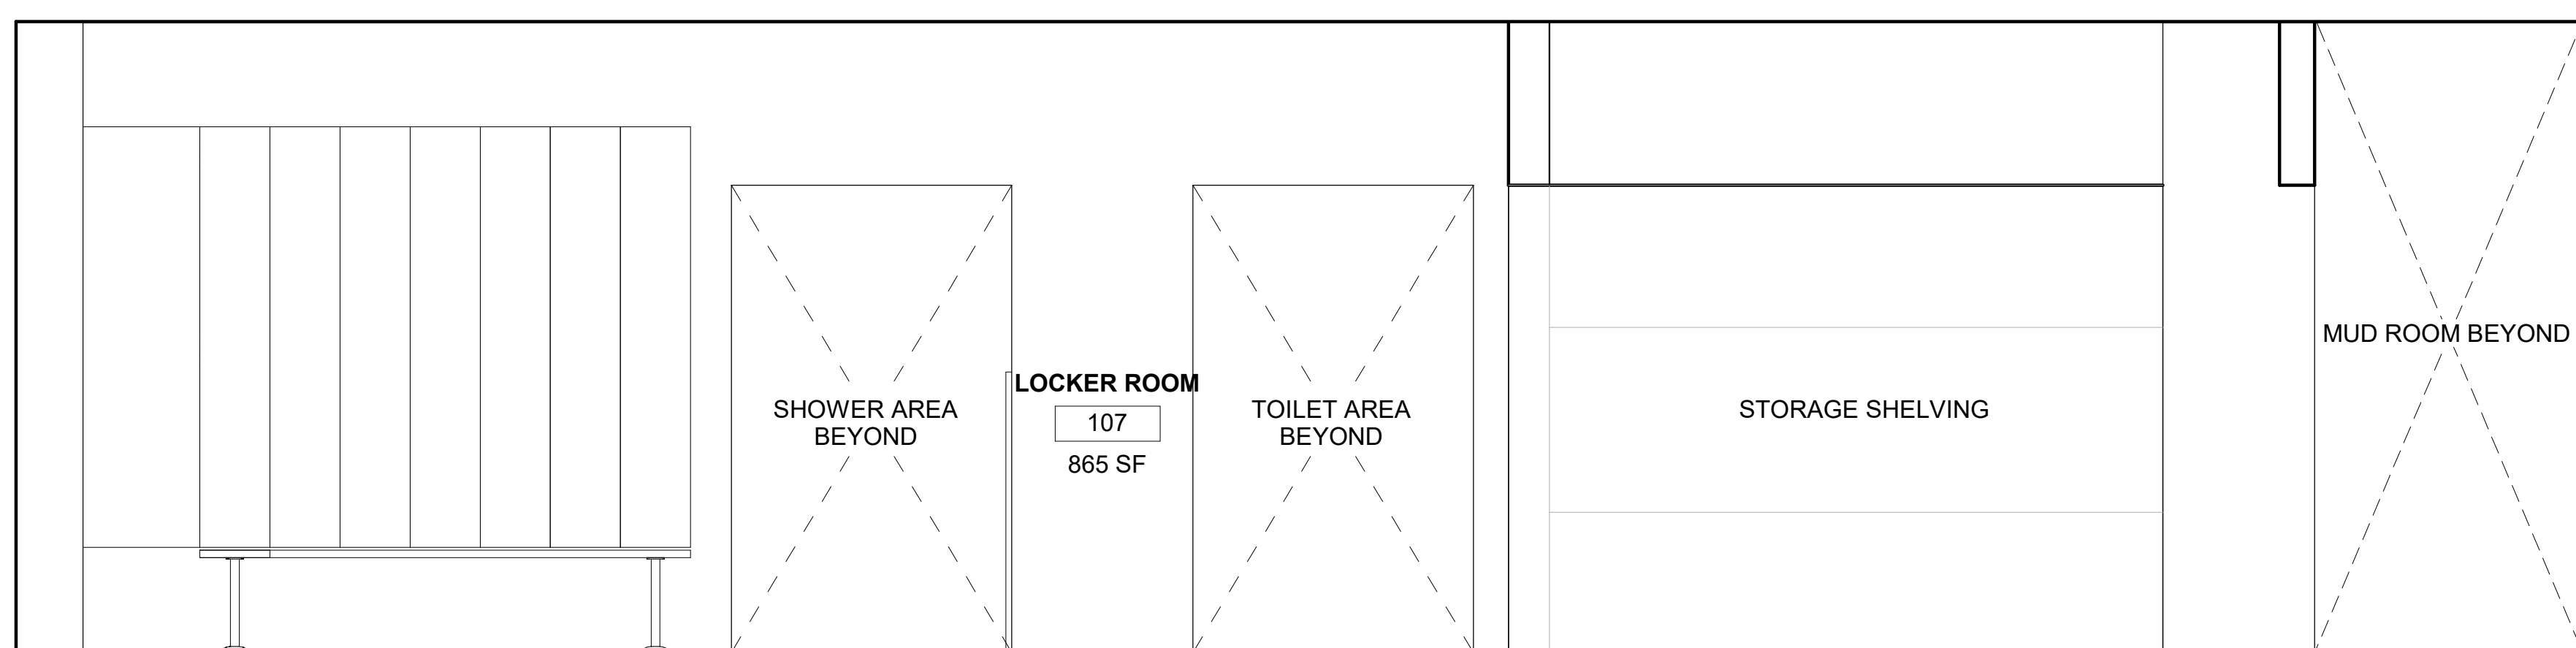 SHOWER AREA
BEYOND
LOCKER ROOM
107
865 SF
TOILET AREA
BEYOND
STORAGE SHELVING
MUD ROOM BEYOND